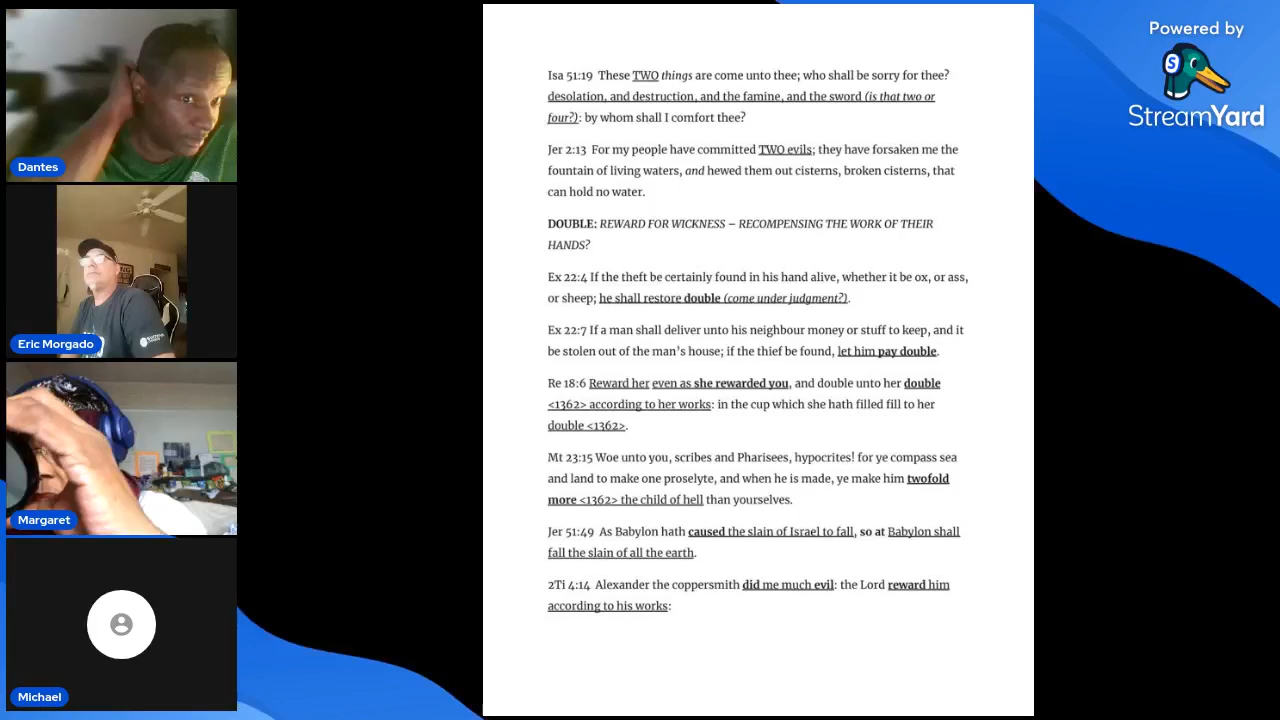 Powered by
StreamYard
Dantes
Eric Morgado
Margaret
Michael
Isa 51:19 These TWO things are come unto thee; who shall be sorry for thee?
desolation, and destruction, and the famine, and the sword (is that two or
four?): by whom shall I comfort thee?
Jer 2:13 For my people have committed TWO evils; they have forsaken me the
fountain of living waters, and hewed them out cisterns, broken cisterns, that
can hold no water.
DOUBLE: REWARD FOR WICKNESS – RECOMPENSING THE WORK OF THEIR
HANDS?
Ex 22:4 If the theft be certainly found in his hand alive, whether it be ox, or ass,
or sheep; he shall restore double (come under judgment?).
Ex 22:7 If a man shall deliver unto his neighbour money or stuff to keep, and it
be stolen out of the man's house; if the thief be found, let him pay double.
Re 18:6 Reward her even as she rewarded you, and double unto her double
<1362> according to her works: in the cup which she hath filled fill to her
double <1362>.
Mt 23:15 Woe unto you, scribes and Pharisees, hypocrites! for ye compass sea
and land to make one proselyte, and when he is made, ye make him twofold
more <1362> the child of hell than yourselves.
Jer 51:49 As Babylon hath caused the slain of Israel to fall, so at Babylon shall
fall the slain of all the earth.
2Ti 4:14 Alexander the coppersmith did me much evil: the Lord reward him
according to his works: